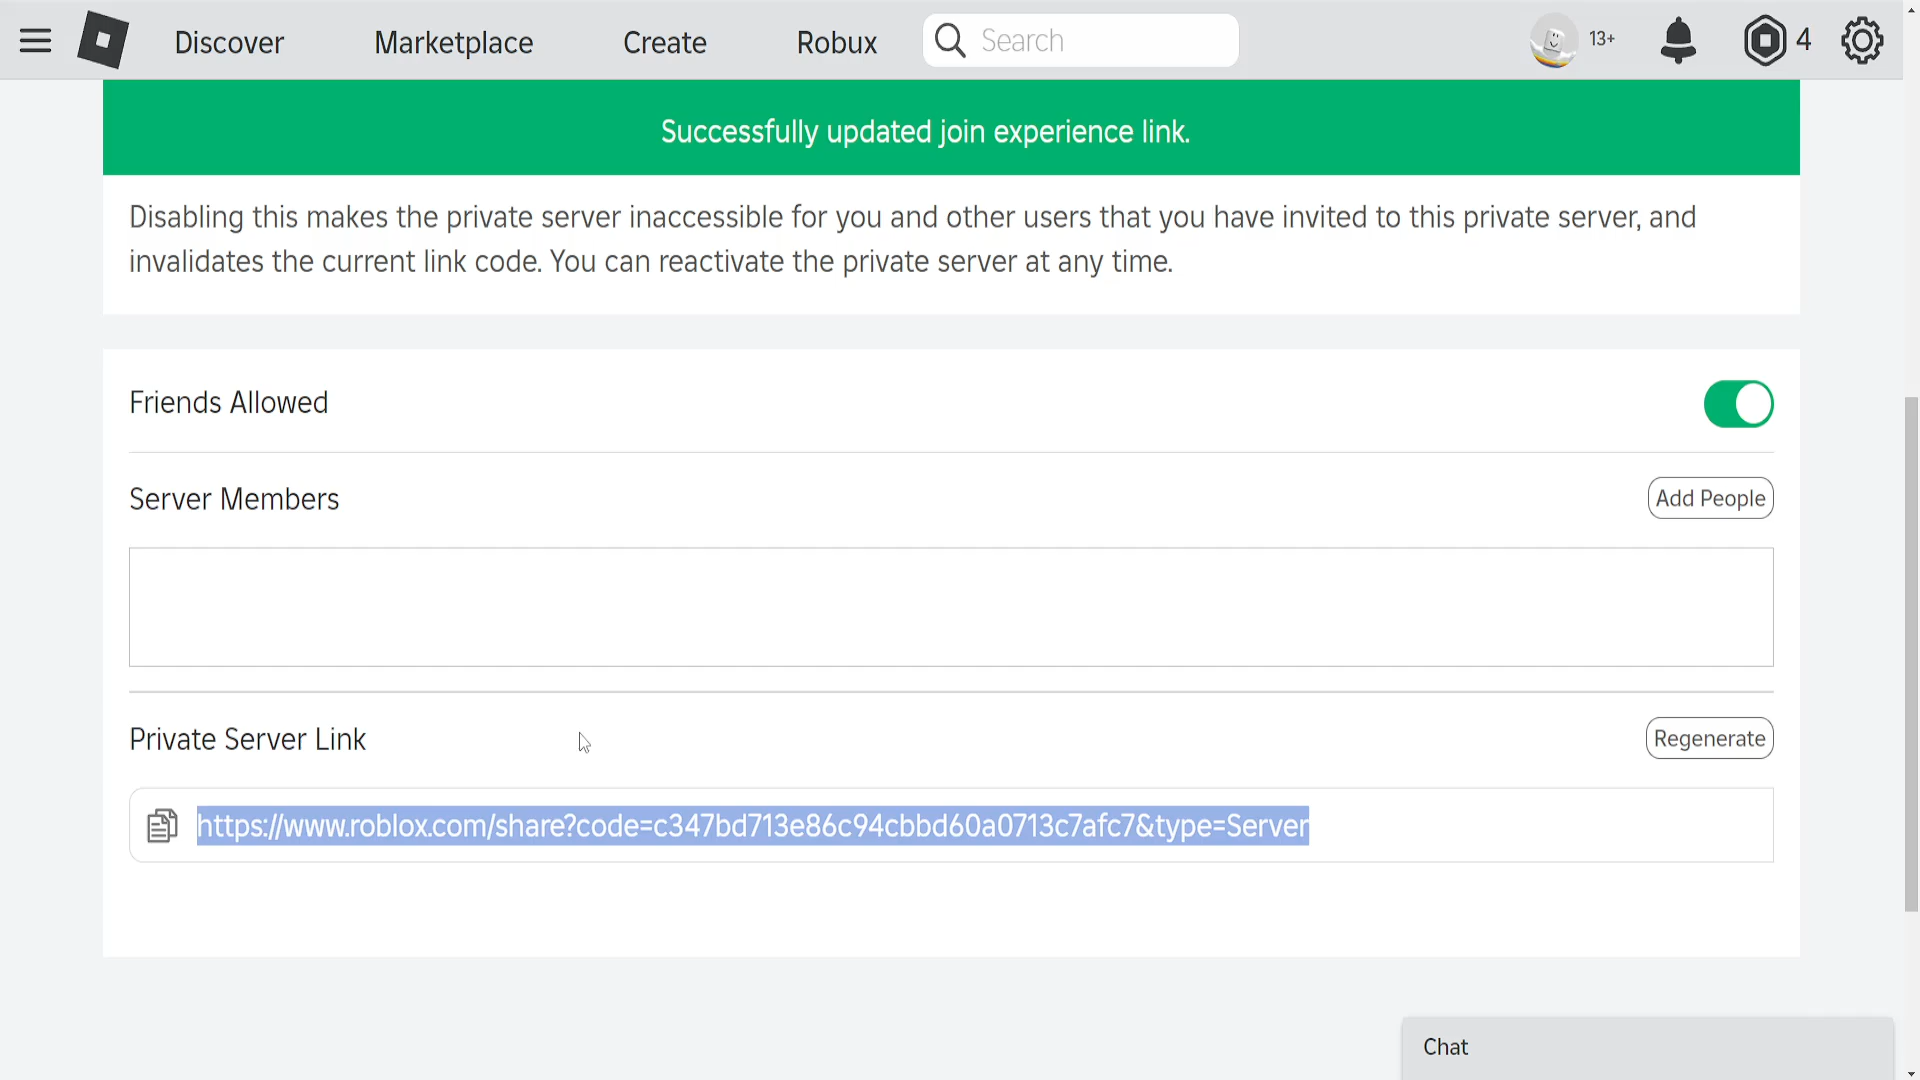 Discover Marketplace Create Robux Search 13+ 4
Successfully updated join experience link.
Disabling this makes the private server inaccessible for you and other users that you have invited to this private server, and
invalidates the current link code. You can reactivate the private server at any time.
Friends Allowed
Server Members Add People
Private Server Link Regenerate
https://www.roblox.com/share?code=c347bd713e86c94cbbd60a0713c7afc7&type=Server
Chat